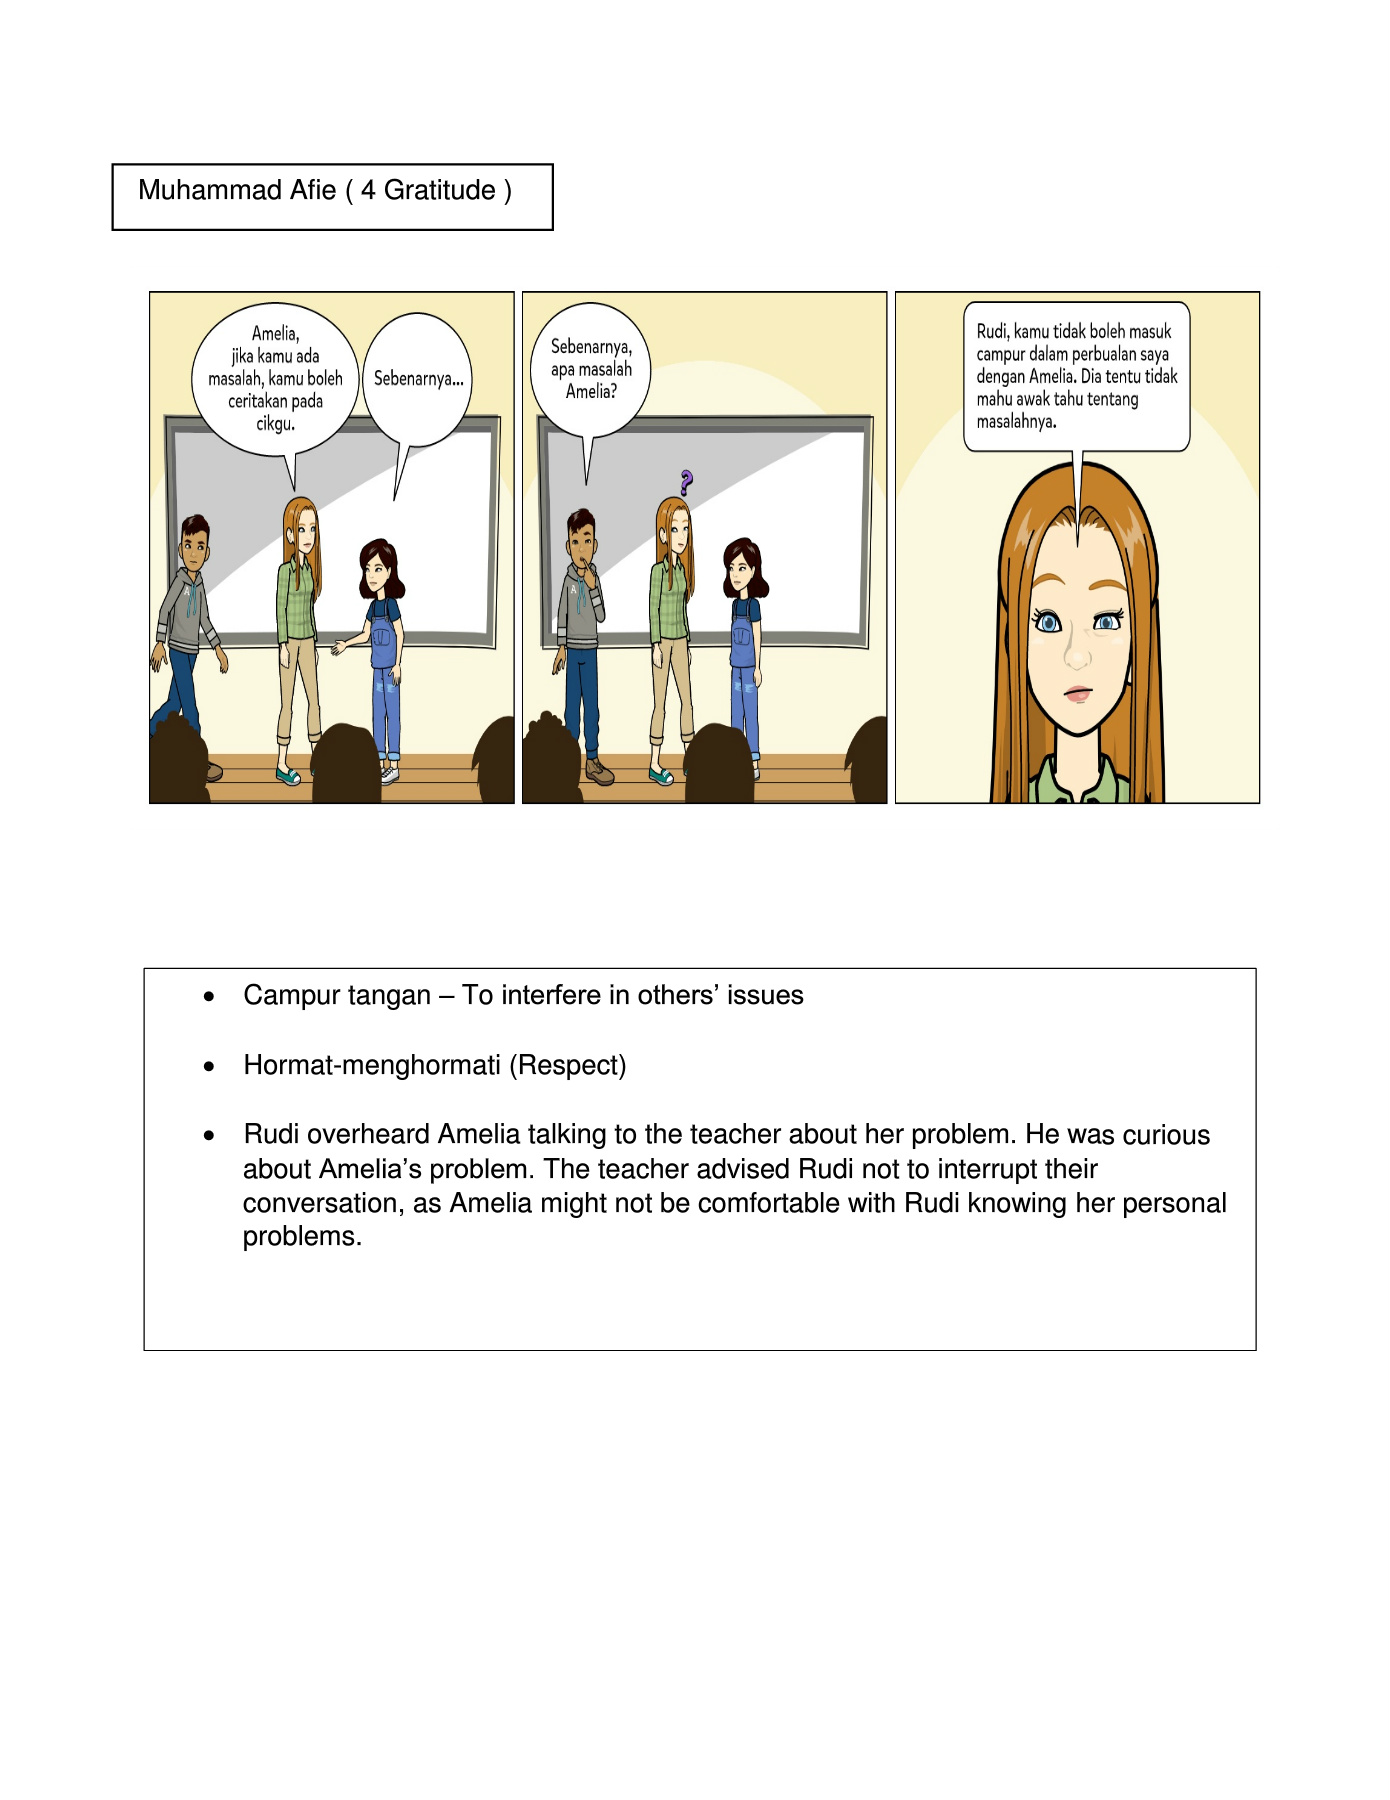 Muhammad Afie ( 4 Gratitude )
Amelia,
jika kamu ada
masalah, kamu boleh
ceritakan pada
cikgu.
Sebenarnya...
Sebenarnya,
apa masalah
Amelia?
?
Rudi, kamu tidak boleh masuk
campur dalam perbualan saya
dengan Amelia. Dia tentu tidak
mahu awak tahu tentang
masalahnya.
A
A
• Campur tangan – To interfere in others’ issues
• Hormat-menghormati (Respect)
• Rudi overheard Amelia talking to the teacher about her problem. He was curious
about Amelia’s problem. The teacher advised Rudi not to interrupt their
conversation, as Amelia might not be comfortable with Rudi knowing her personal
problems.